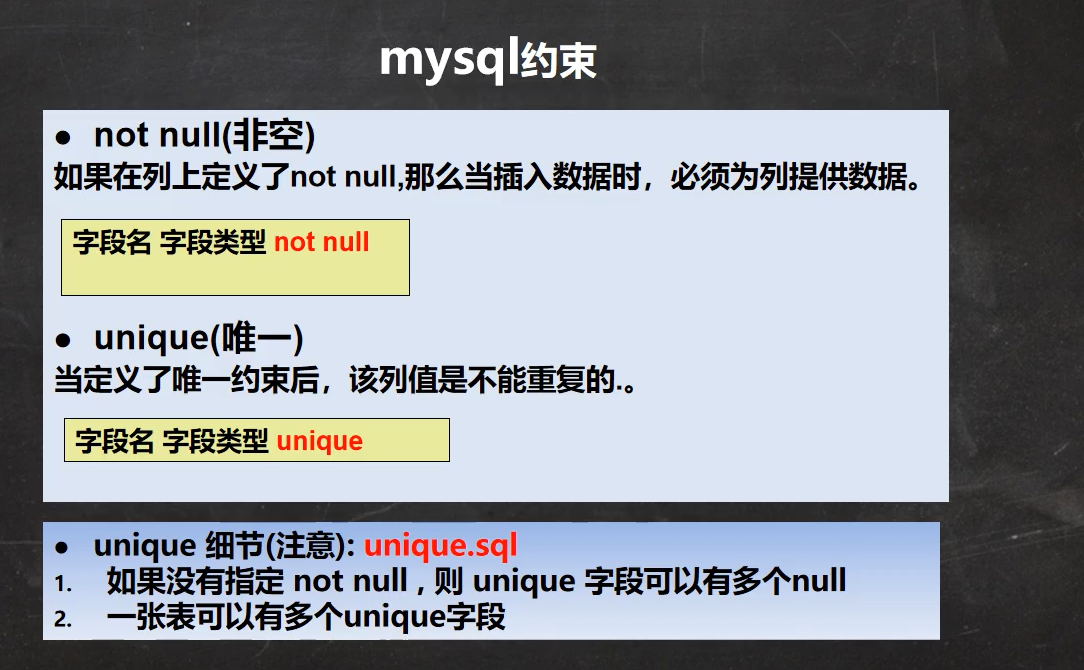 mysql约束
● not null(非空)
如果在列上定义了not null,那么当插入数据时，必须为列提供数据。
字段名 字段类型 not null
● unique(唯一)
当定义了唯一约束后，该列值是不能重复的.。
字段名 字段类型 unique
● unique 细节(注意): unique.sql
1. 如果没有指定 not null , 则 unique 字段可以有多个null
2. 一张表可以有多个unique字段